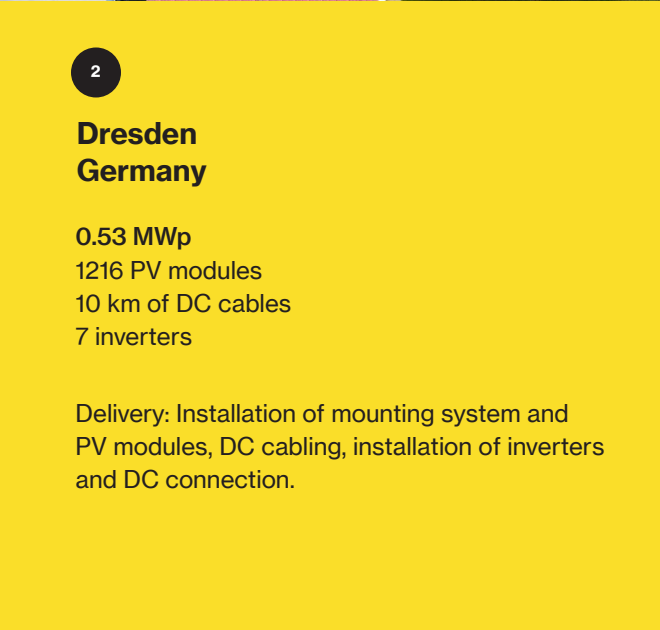 2
Dresden
Germany
0.53 MWp
1216 PV modules
10 km of DC cables
7 inverters
Delivery: Installation of mounting system and
PV modules, DC cabling, installation of inverters
and DC connection.